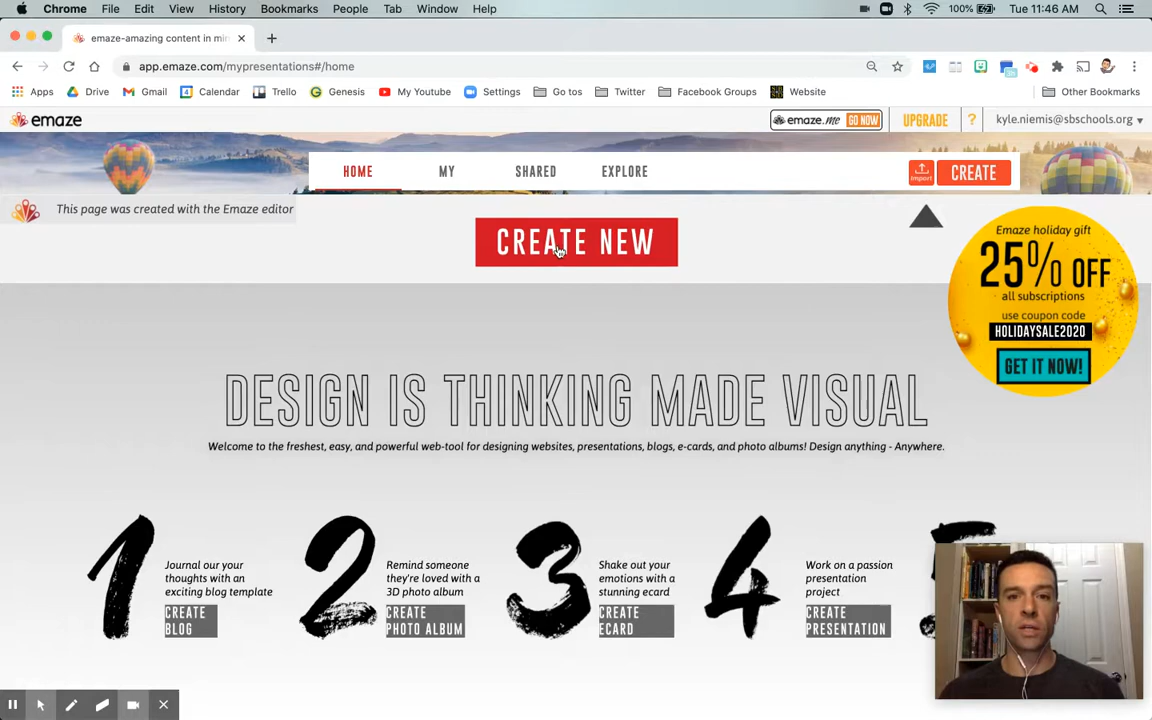 Chrome File Edit View History Bookmarks People Tab Window Help 100% Tue 11:46 AM
emaze-amazing content in min
app.emaze.com/mypresentations#/home
Apps Drive Gmail Calendar Trello Genesis My Youtube Settings Go tos Twitter Facebook Groups Website Other Bookmarks
emaze emaze.me GO NOW UPGRADE ? kyle.niemis@sbschools.org
HOME MY SHARED EXPLORE Import CREATE
This page was created with the Emaze editor
CREATE NEW
Emaze holiday gift
25% OFF
all subscriptions
use coupon code
HOLIDAYSALE2020
GET IT NOW!
DESIGN IS THINKING MADE VISUAL
Welcome to the freshest, easy, and powerful web-tool for designing websites, presentations, blogs, e-cards, and photo albums! Design anything - Anywhere.
1
Journal our your
thoughts with an
exciting blog template
CREATE
BLOG
2
Remind someone
they're loved with a
3D photo album
CREATE
PHOTO ALBUM
3
Shake out your
emotions with a
stunning ecard
CREATE
ECARD
4
Work on a passion
presentation
project
CREATE
PRESENTATION
5